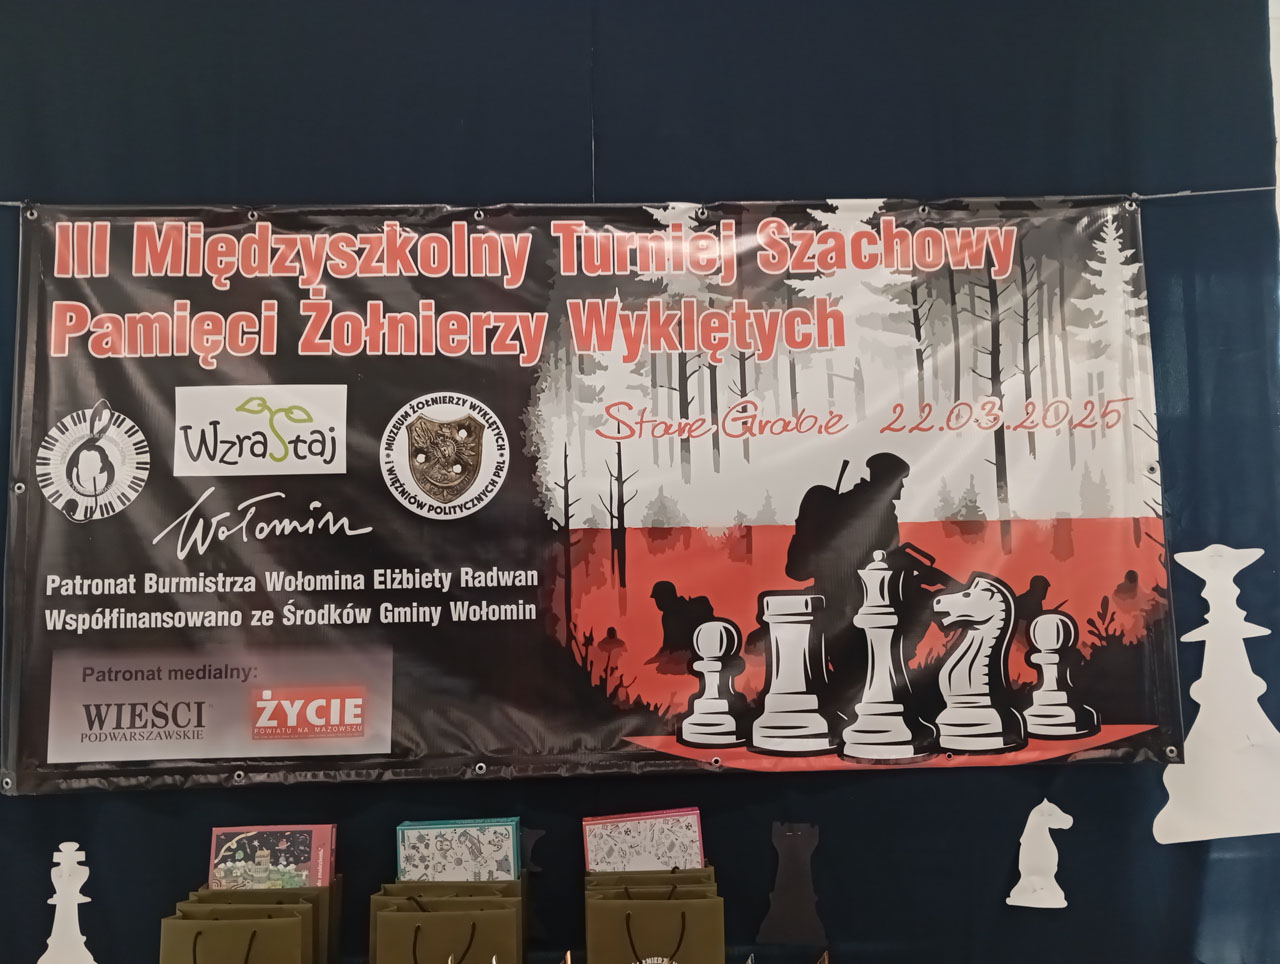 III Międzyszkolny Turniej Szachowy
Pamięci Żołnierzy Wyklętych
Stare Grabie 22.03.2025
WzraStaj
MUZEUM ŻOŁNIERZY WYKLĘTYCH
I WIĘŹNIÓW POLITYCZNYCH PRL
Wołomin
Patronat Burmistrza Wołomina Elżbiety Radwan
Współfinansowano ze Środków Gminy Wołomin
Patronat medialny:
WIEŚCI
PODWARSZAWSKIE
ŻYCIE
POWIATU NA MAZOWSZU